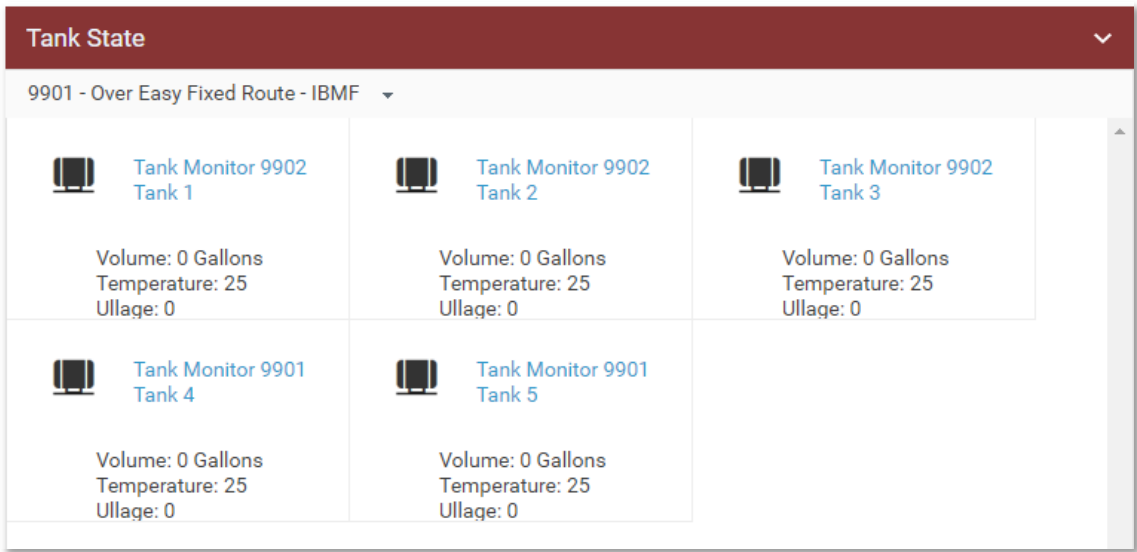 Tank State
9901 - Over Easy Fixed Route - IBMF
Tank Monitor 9902
Tank 1
Volume: 0 Gallons
Temperature: 25
Ullage: 0
Tank Monitor 9902
Tank 2
Volume: 0 Gallons
Temperature: 25
Ullage: 0
Tank Monitor 9902
Tank 3
Volume: 0 Gallons
Temperature: 25
Ullage: 0
Tank Monitor 9901
Tank 4
Volume: 0 Gallons
Temperature: 25
Ullage: 0
Tank Monitor 9901
Tank 5
Volume: 0 Gallons
Temperature: 25
Ullage: 0